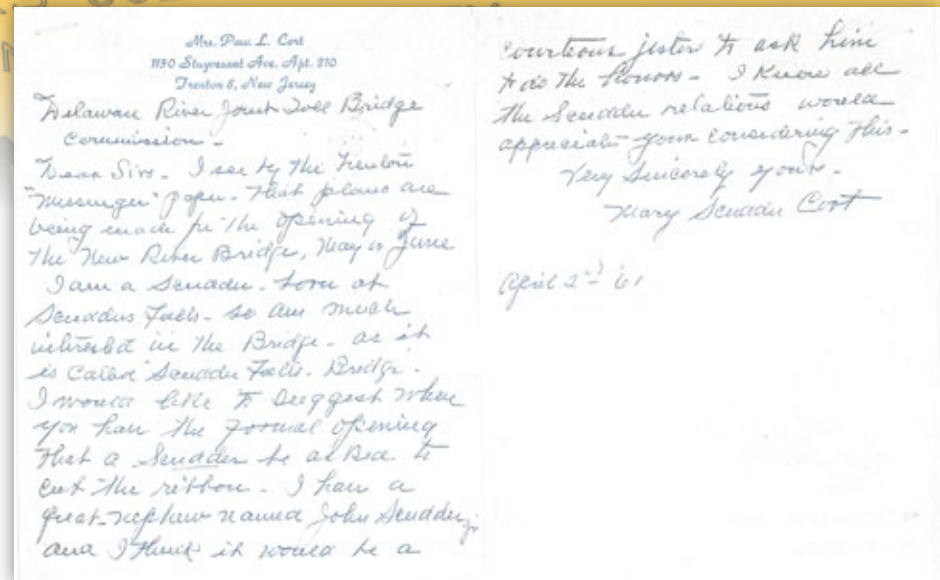 Mrs. Paul L. Cort
1130 Stuyvesant Ave. Apt. 210
Trenton 8, New Jersey
Delaware River Joint Toll Bridge
Commission -
Dear Sirs - I see by the Trenton
"Messenger" paper - that plans are
being made for the opening of
the New River Bridge, May or June
I am a Scudder - born at
Scudders Falls - so am much
interested in the Bridge - as it
is called Scudder Falls - Bridge.
I would like to suggest when
you have the formal opening
that a Scudder be asked to
cut the ribbon - I have a
great-nephew named John Scudder, jr
and I think it would be a
courteous jester to ask him
to do the honors - I know all
the Scudder relations would
appreciate your considering this -
Very Sincerely yours -
Mary Scudder Cort
April 2nd '61